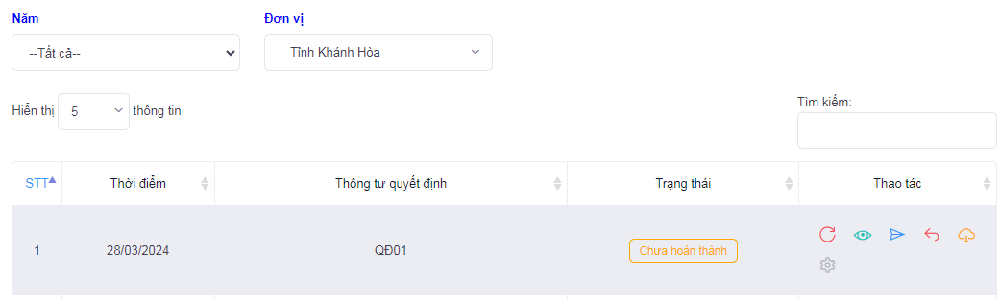 Năm
Đơn vị
--Tất cả--
Tỉnh Khánh Hòa
Hiển thị 5 thông tin
Tìm kiếm:
STT Thời điểm Thông tư quyết định Trạng thái Thao tác
1 28/03/2024 QĐ01 Chưa hoàn thành